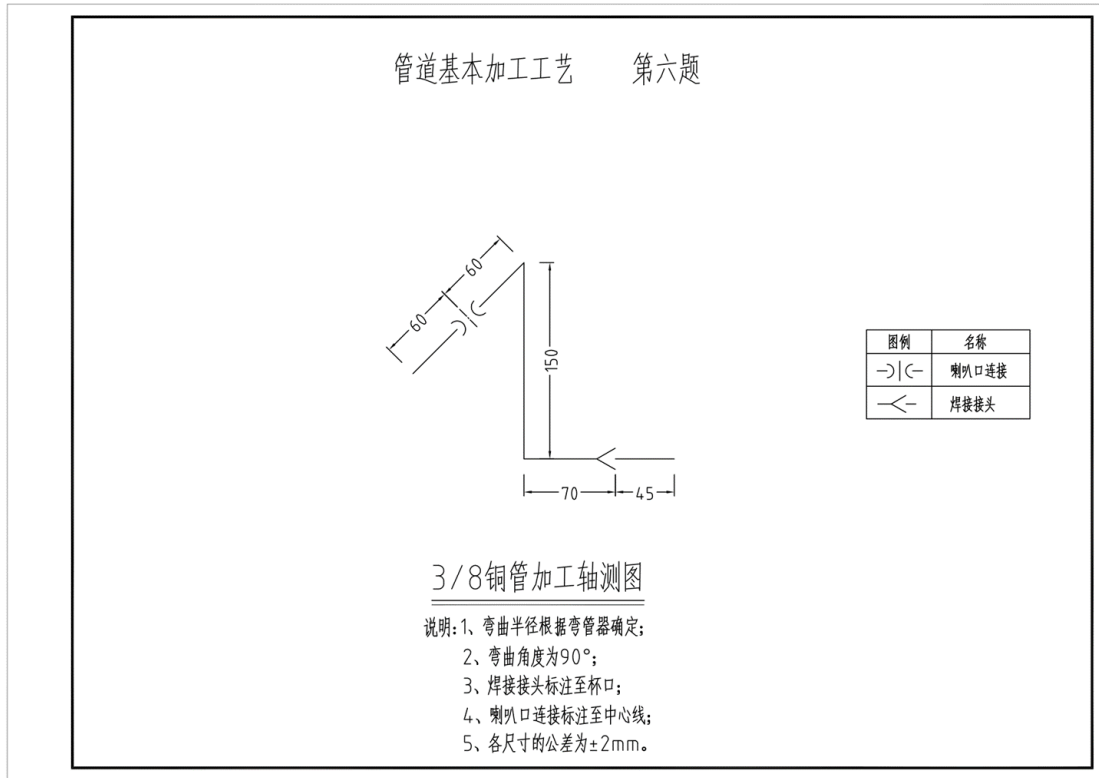 管道基本加工工艺 第六题
60
60
150
70
45
图例 名称
喇叭口连接
焊接接头
3/8铜管加工轴测图
说明:1、弯曲半径根据弯管器确定;
2、弯曲角度为90°;
3、焊接接头标注至杯口;
4、喇叭口连接标注至中心线;
5、各尺寸的公差为±2mm。